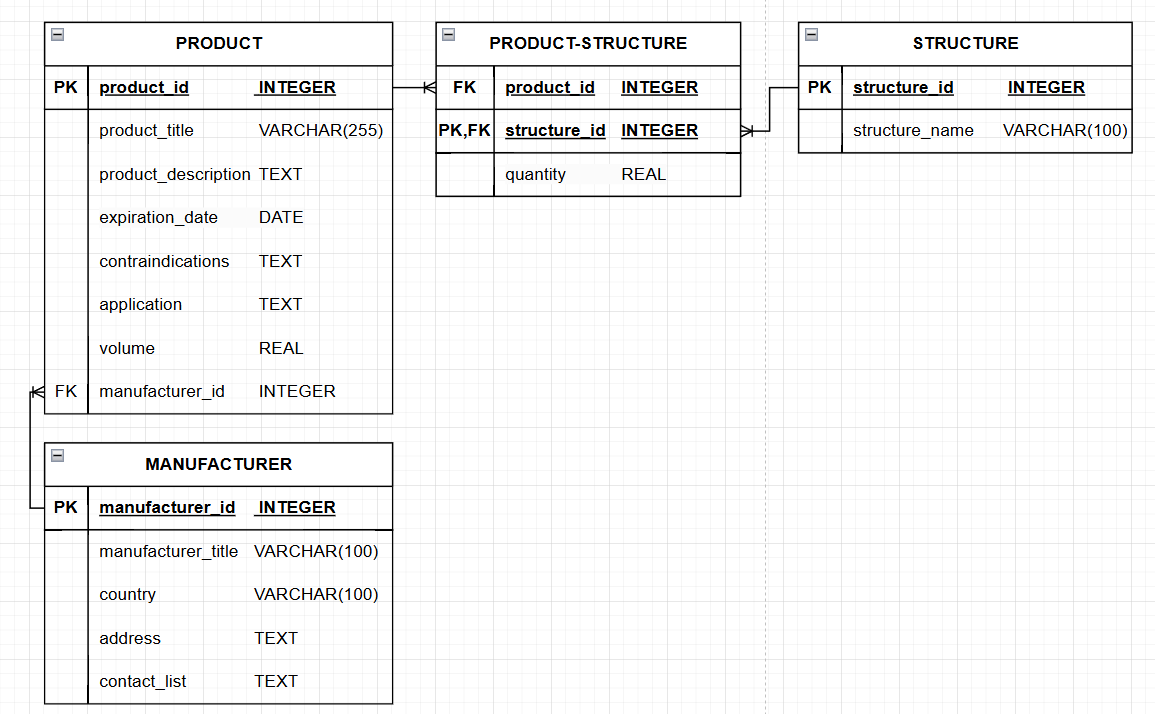 PRODUCT
PK product_id INTEGER
product_title VARCHAR(255)
product_description TEXT
expiration_date DATE
contraindications TEXT
application TEXT
volume REAL
FK manufacturer_id INTEGER
PRODUCT-STRUCTURE
FK product_id INTEGER
PK,FK structure_id INTEGER
quantity REAL
STRUCTURE
PK structure_id INTEGER
structure_name VARCHAR(100)
MANUFACTURER
PK manufacturer_id INTEGER
manufacturer_title VARCHAR(100)
country VARCHAR(100)
address TEXT
contact_list TEXT